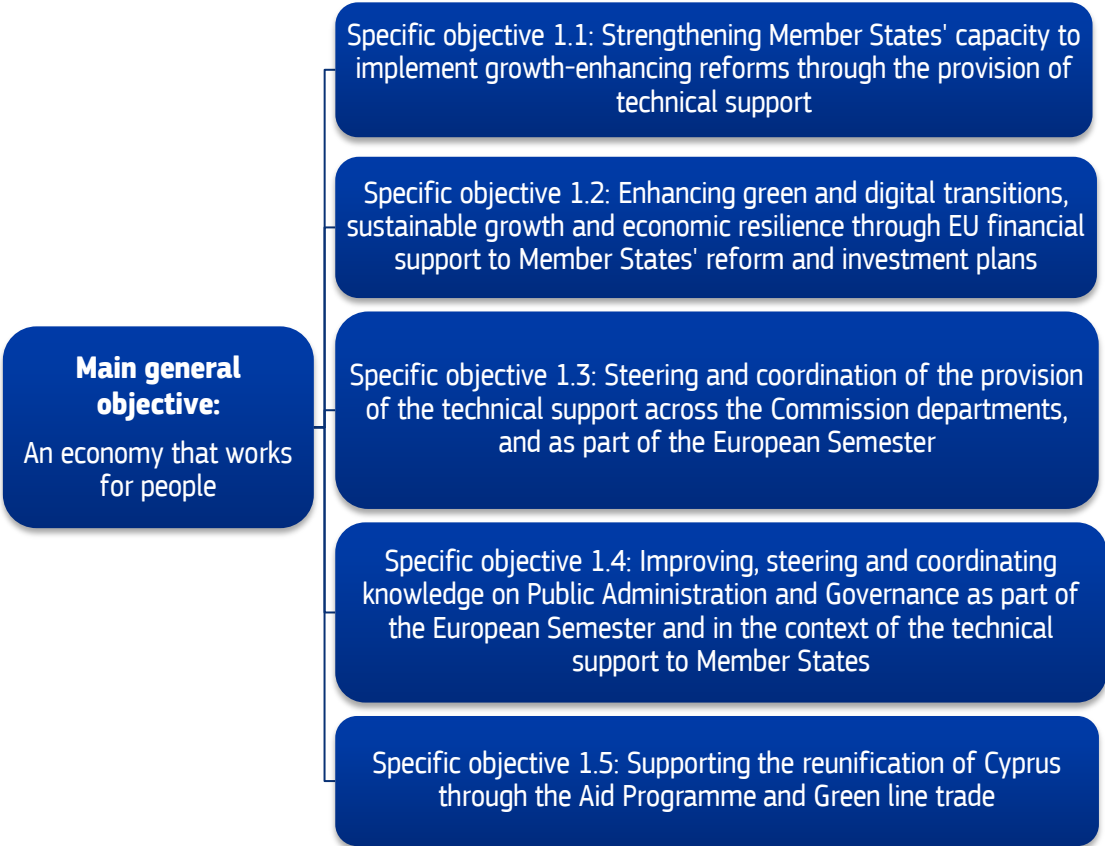 Specific objective 1.1: Strengthening Member States' capacity to
implement growth-enhancing reforms through the provision of
technical support
Specific objective 1.2: Enhancing green and digital transitions,
sustainable growth and economic resilience through EU financial
support to Member States' reform and investment plans
Main general
objective:
An economy that works
for people
Specific objective 1.3: Steering and coordination of the provision
of the technical support across the Commission departments,
and as part of the European Semester
Specific objective 1.4: Improving, steering and coordinating
knowledge on Public Administration and Governance as part of
the European Semester and in the context of the technical
support to Member States
Specific objective 1.5: Supporting the reunification of Cyprus
through the Aid Programme and Green line trade